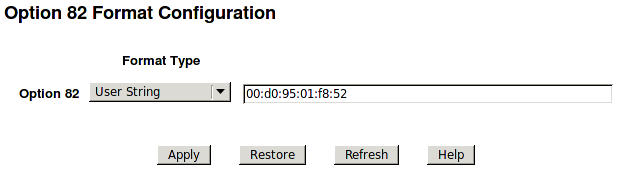 Option 82 Format Configuration
Format Type
Option 82 User String 00:d0:95:01:f8:52
Apply Restore Refresh Help